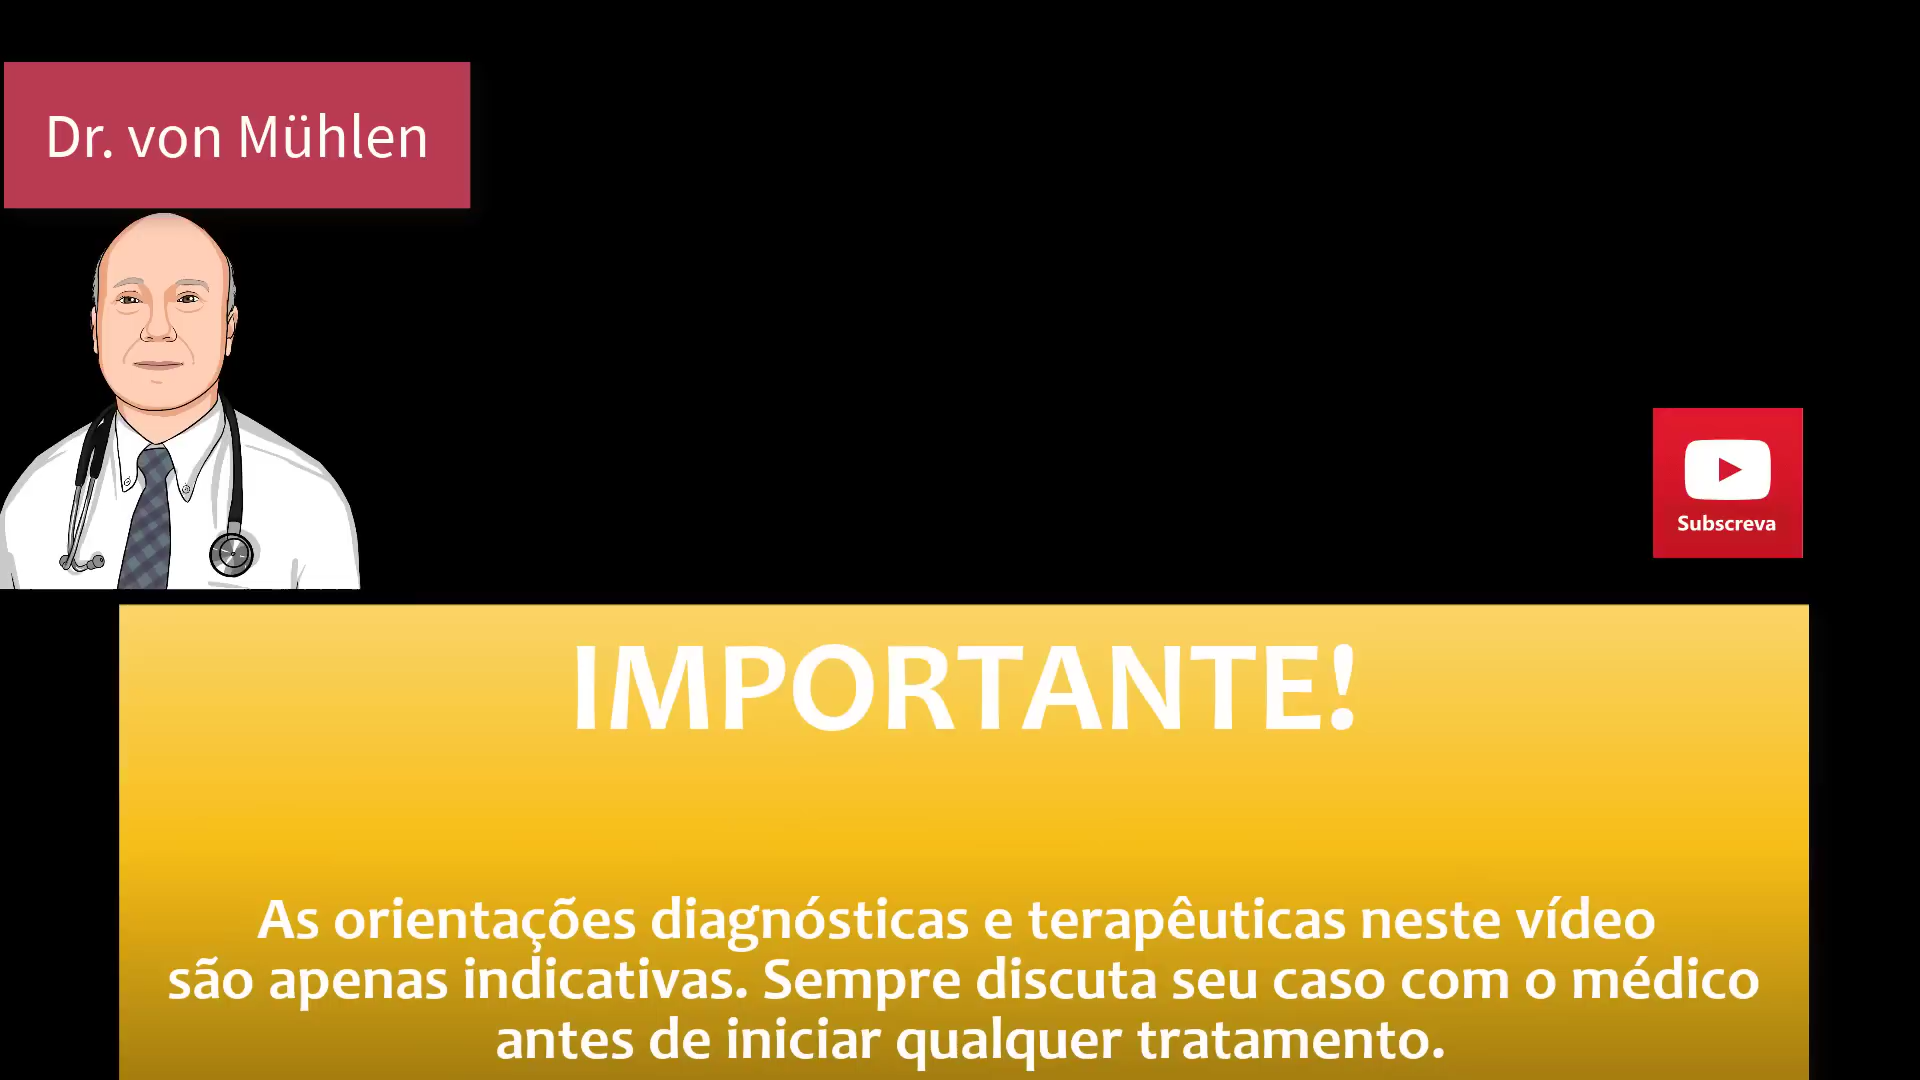 Dr. von Mühlen
Subscreva
IMPORTANTE!
As orientações diagnósticas e terapêuticas neste vídeo
são apenas indicativas. Sempre discuta seu caso com o médico
antes de iniciar qualquer tratamento.